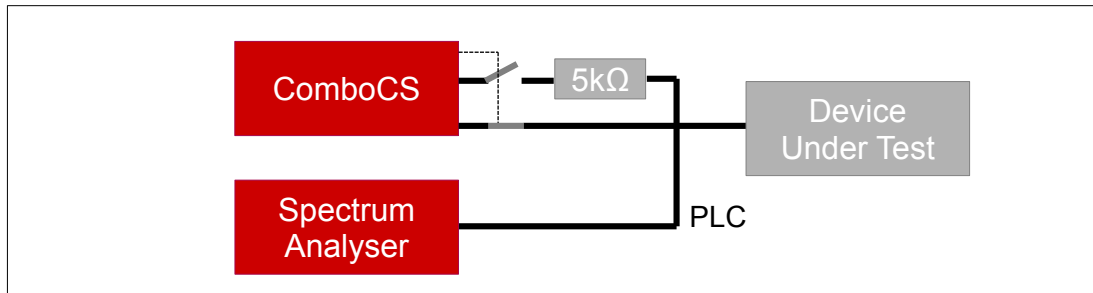 ComboCS
5kΩ
Device
Under Test
Spectrum
Analyser
PLC